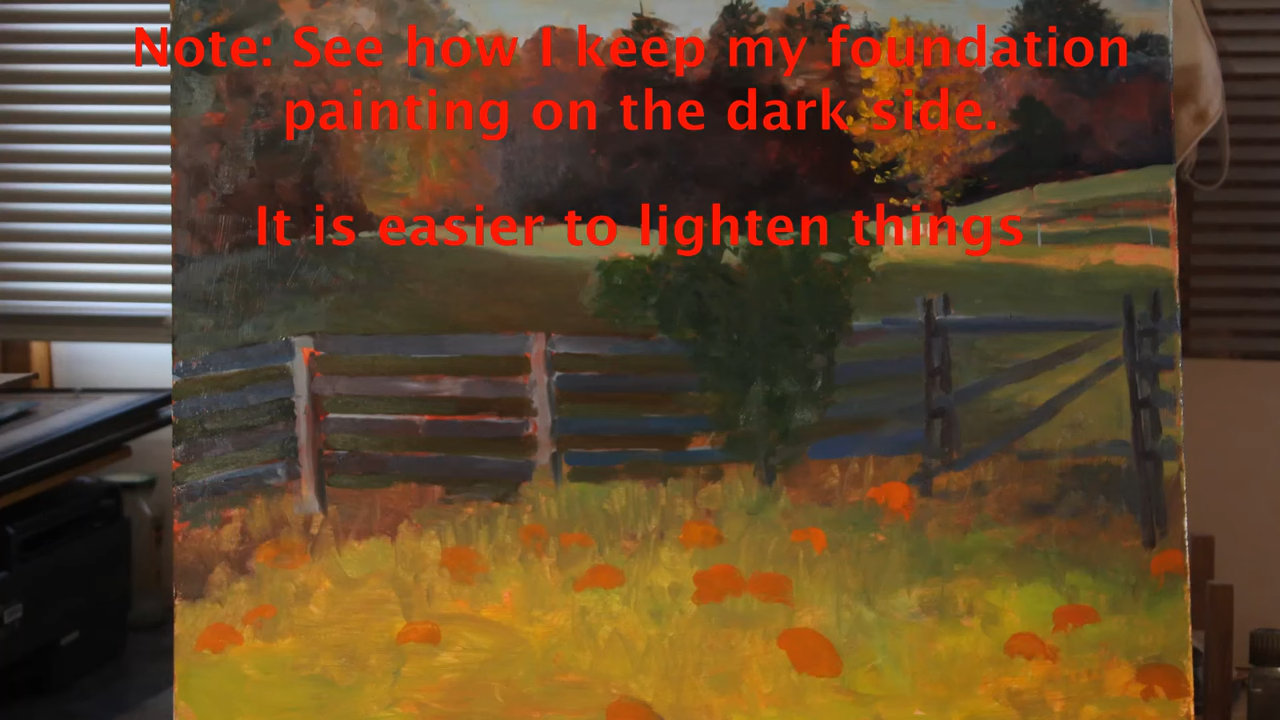 Note: See how I keep my foundation
painting on the dark side.
It is easier to lighten things